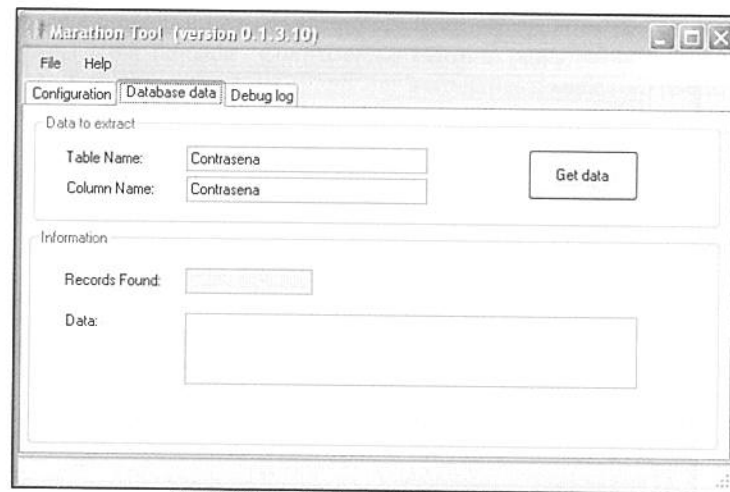 Marathon Tool (version 0.1.3.10)
File Help
Configuration Database data Debug log
Data to extract
Table Name: Contrasena
Get data
Column Name: Contrasena
Information
Records Found:
Data: